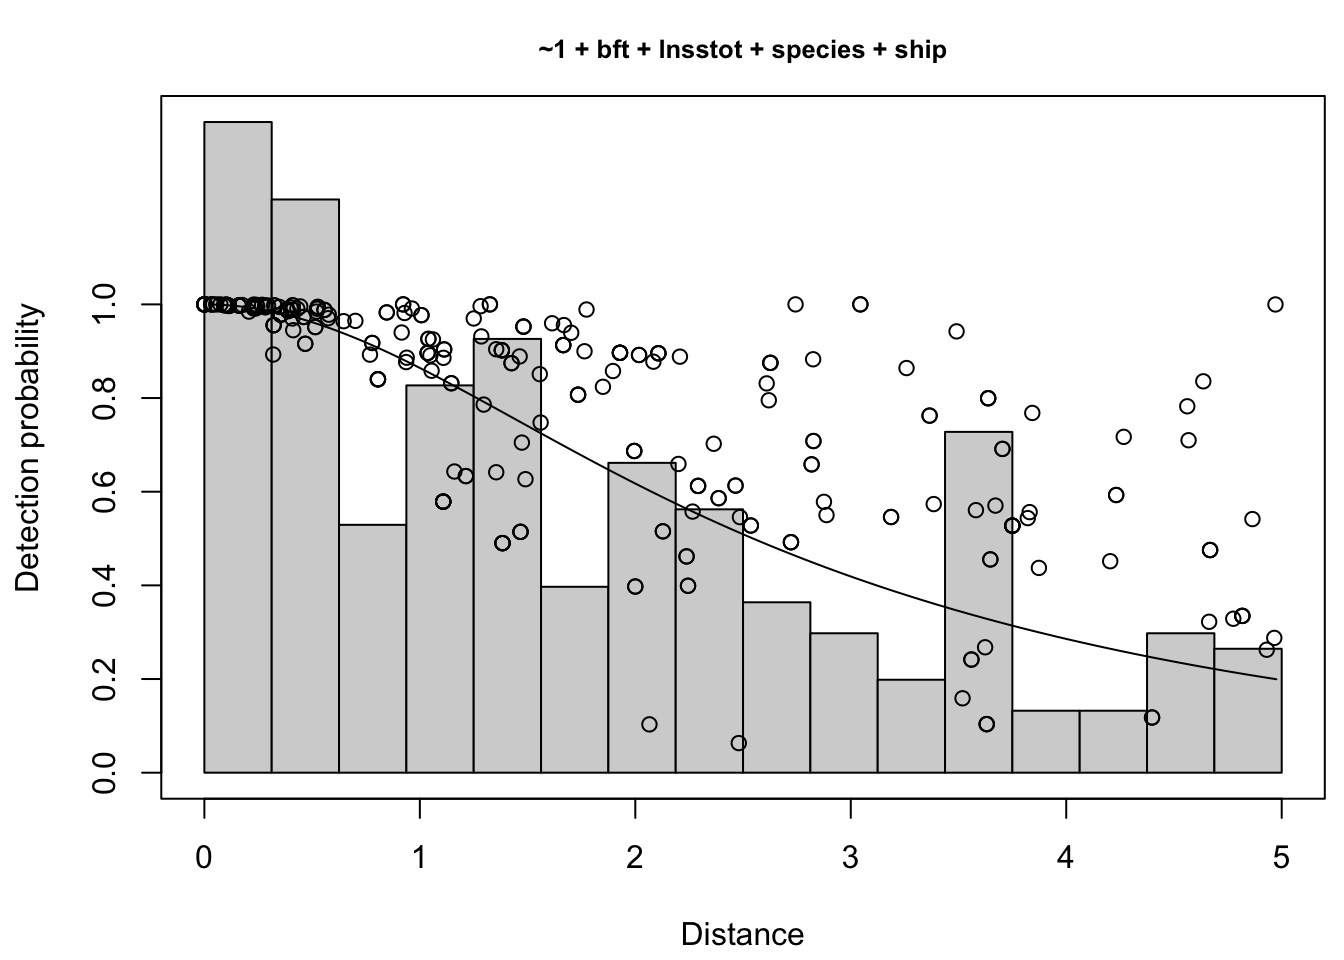 ~1 + bft + lnsstot + species + ship
Detection probability
1.0
0.8
0.6
0.4
0.2
0.0
0 1 2 3 4 5
Distance